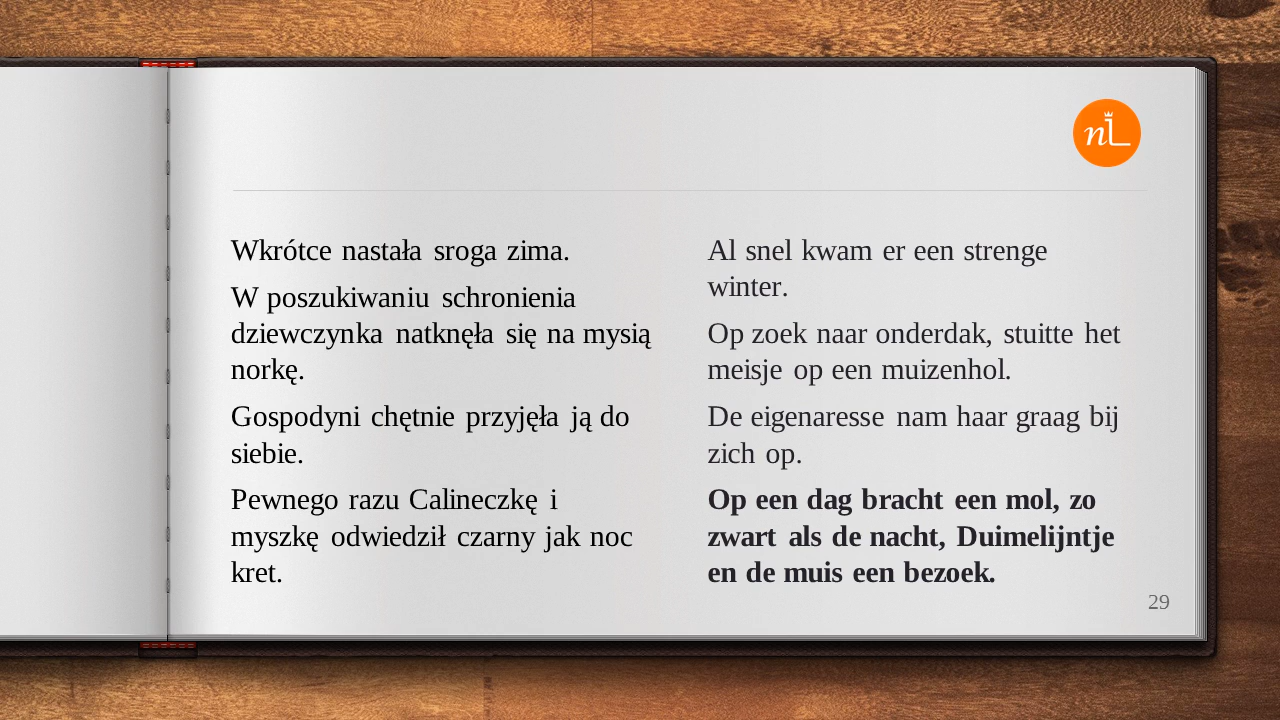 nL
Wkrótce nastała sroga zima.
W poszukiwaniu schronienia
dziewczynka natknęła się na mysią
norkę.
Gospodyni chętnie przyjęła ją do
siebie.
Pewnego razu Calineczkę i
myszkę odwiedził czarny jak noc
kret.
Al snel kwam er een strenge
winter.
Op zoek naar onderdak, stuitte het
meisje op een muizenhol.
De eigenaresse nam haar graag bij
zich op.
Op een dag bracht een mol, zo
zwart als de nacht, Duimelijntje
en de muis een bezoek.
29